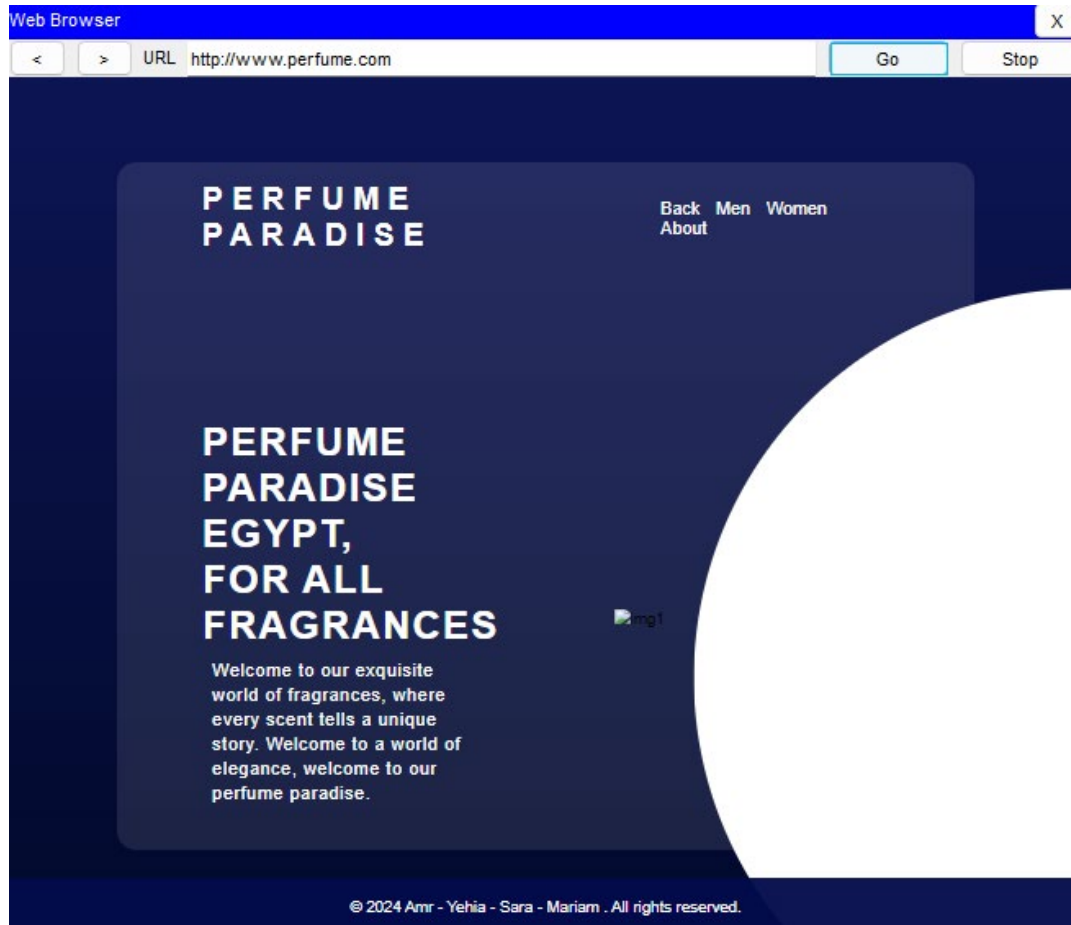 Web Browser X
< > URL http://www.perfume.com Go Stop
PERFUME
PARADISE
Back Men Women
About
PERFUME
PARADISE
EGYPT,
FOR ALL
FRAGRANCES
img1
Welcome to our exquisite
world of fragrances, where
every scent tells a unique
story. Welcome to a world of
elegance, welcome to our
perfume paradise.
© 2024 Amr - Yehia - Sara - Mariam . All rights reserved.